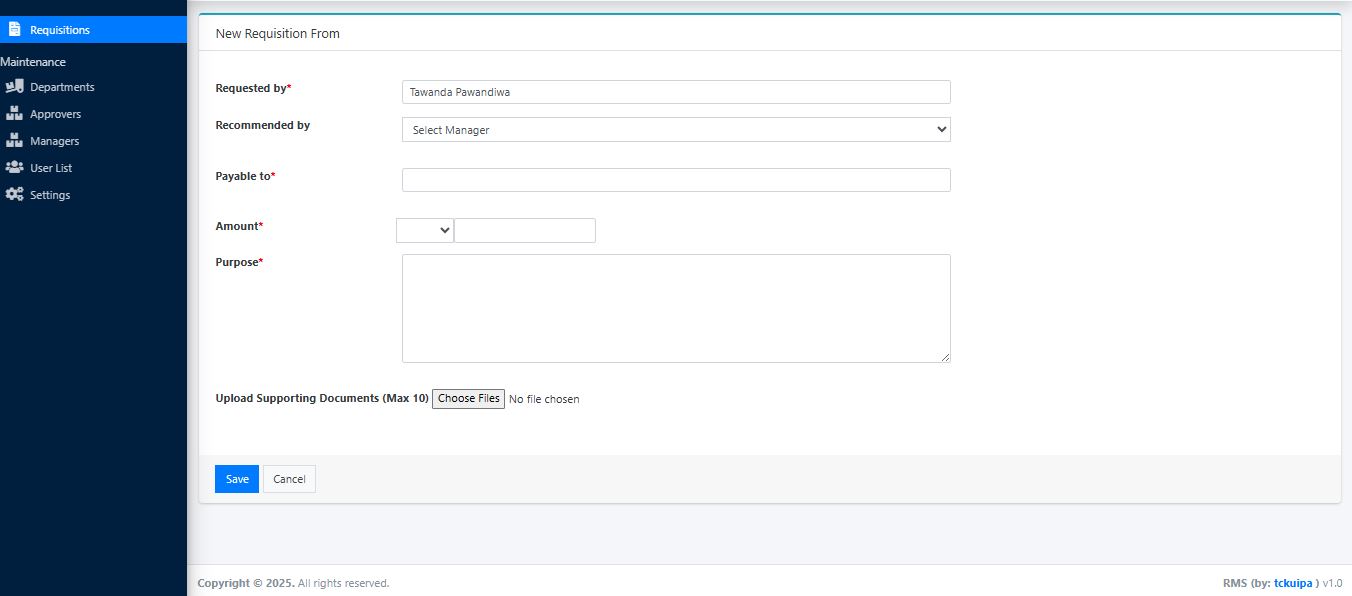 Requisitions
Maintenance
Departments
Approvers
Managers
User List
Settings
New Requisition From
Requested by*
Tawanda Pawandiwa
Recommended by
Select Manager
Payable to*
Amount*
Purpose*
Upload Supporting Documents (Max 10) Choose Files No file chosen
Save Cancel
Copyright © 2025. All rights reserved.
RMS (by: tckuipa ) v1.0